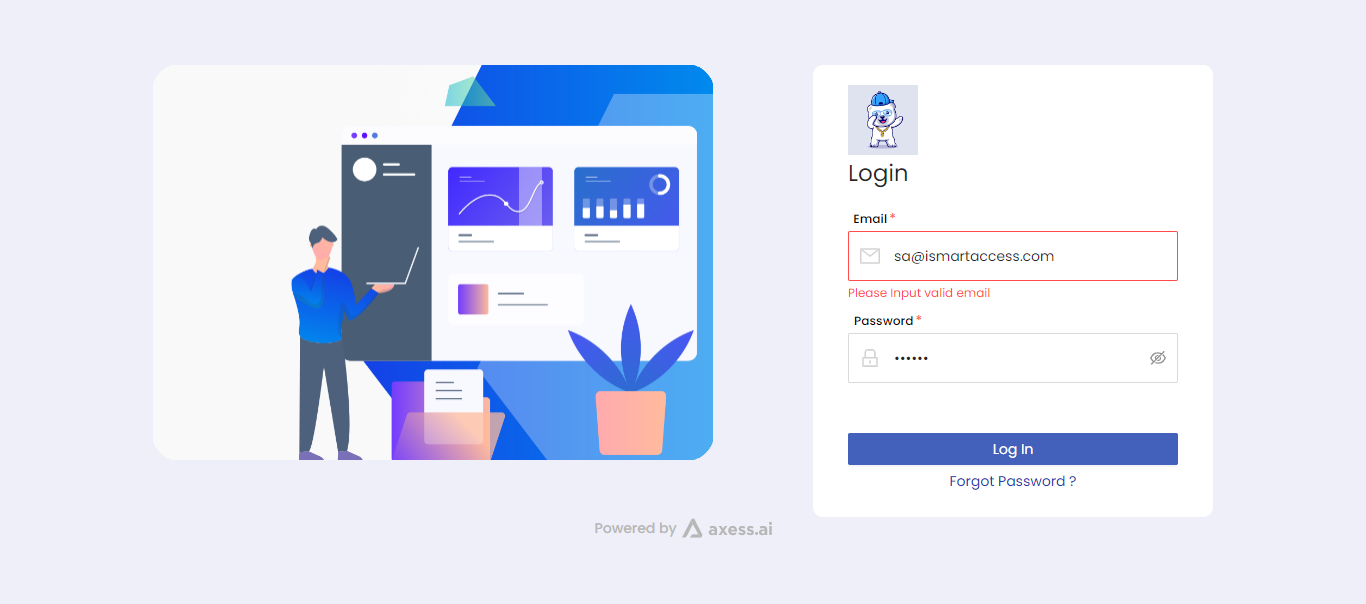 Login
Email *
sa@ismartaccess.com
Please Input valid email
Password *
••••••
Log In
Forgot Password ?
Powered by axess.ai